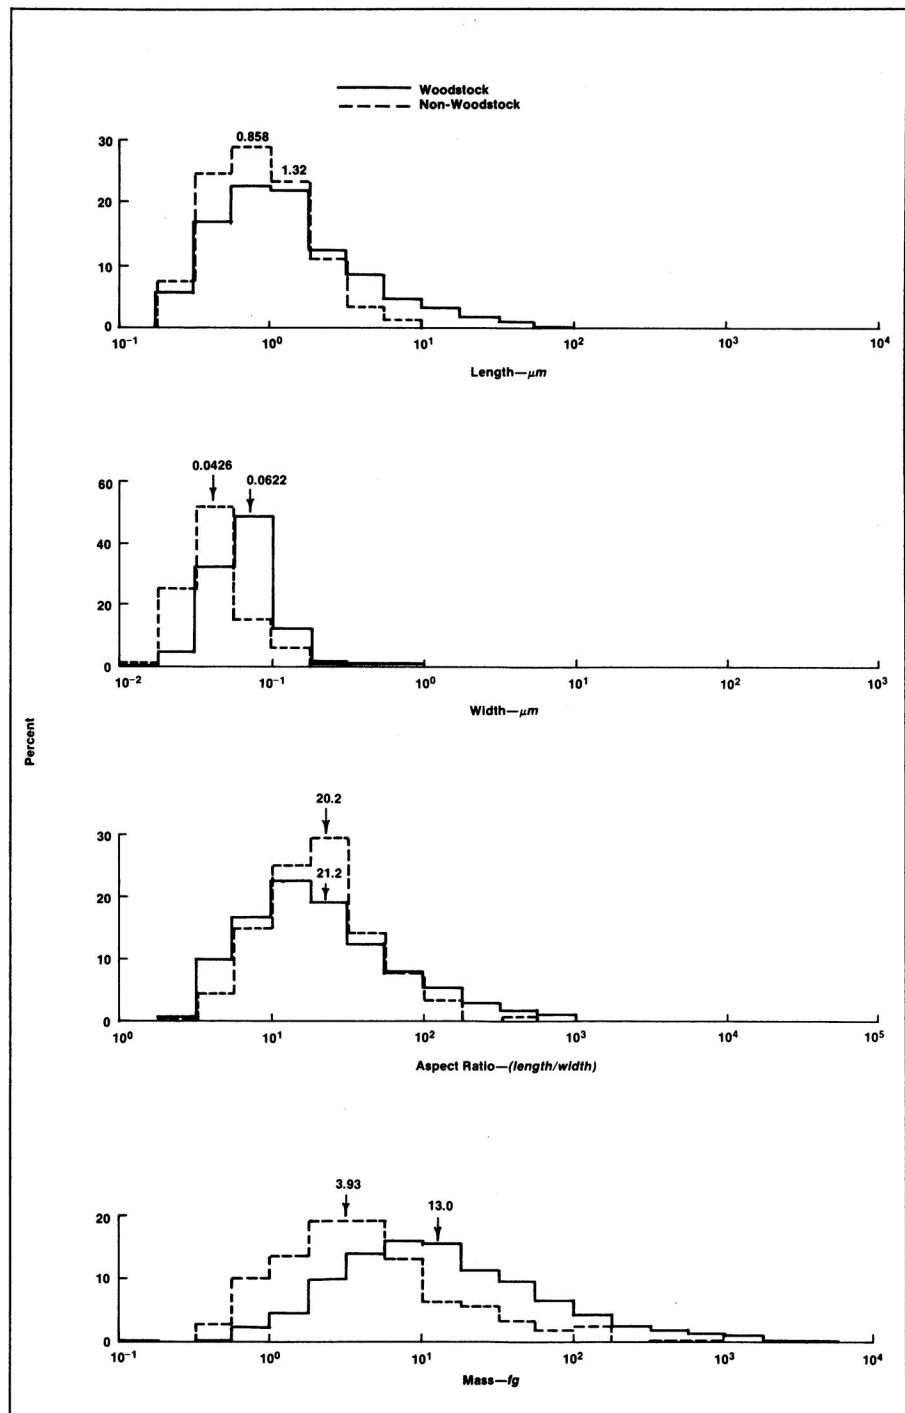 Woodstock
Non-Woodstock
0.858
1.32
30
20
10
0
10⁻¹ 10⁰ 10¹ 10² 10³ 10⁴
Length—μm
0.0426
0.0622
60
40
20
0
10⁻² 10⁻¹ 10⁰ 10¹ 10² 10³
Width—μm
Percent
20.2
21.2
30
20
10
0
10⁰ 10¹ 10² 10³ 10⁴ 10⁵
Aspect Ratio—(length/width)
3.93
13.0
20
10
0
10⁻¹ 10⁰ 10¹ 10² 10³ 10⁴
Mass—fg